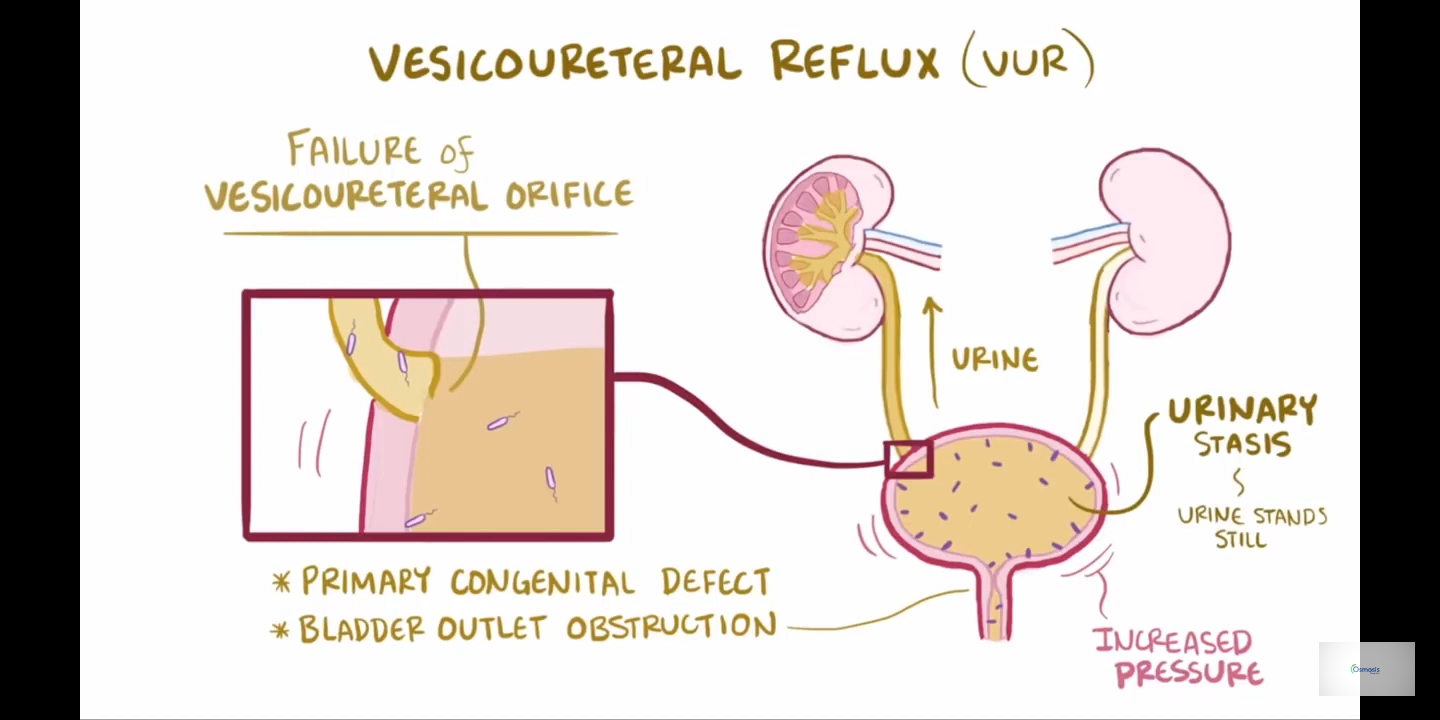 VESICOURETERAL REFLUX (VUR)
FAILURE of
VESICOURETERAL ORIFICE
URINE
URINARY
STASIS
URINE STANDS
STILL
* PRIMARY CONGENITAL DEFECT
* BLADDER OUTLET OBSTRUCTION
INCREASED
PRESSURE
Osmosis